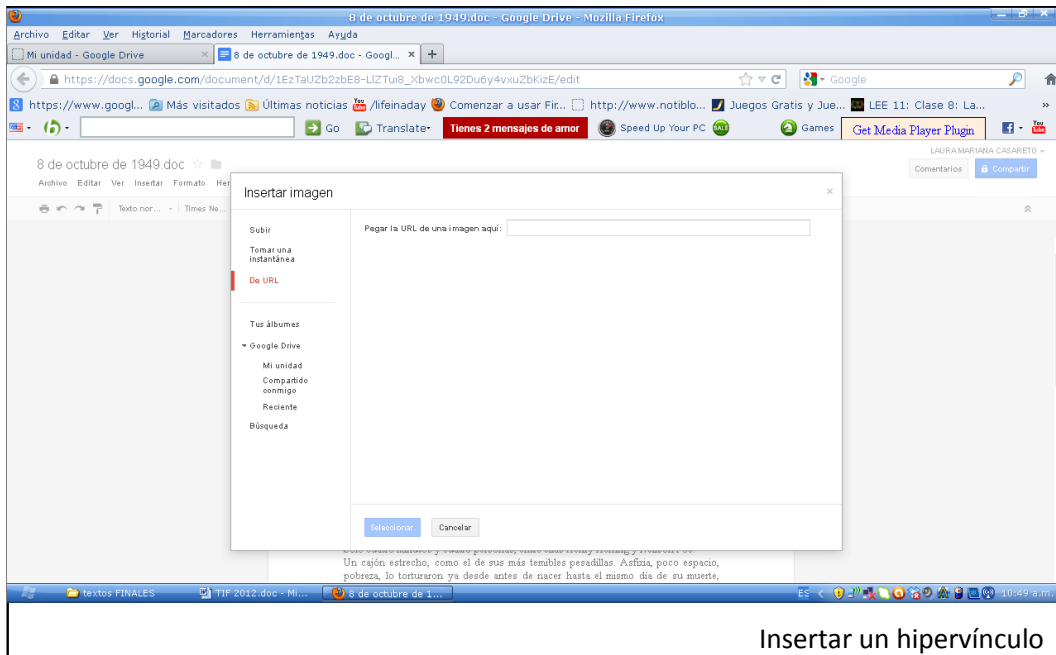 8 de octubre de 1949.doc - Google Drive - Mozilla Firefox
Archivo Editar Ver Historial Marcadores Herramientas Ayuda
Mi unidad - Google Drive × 8 de octubre de 1949.doc - Googl... × +
https://docs.google.com/document/d/1EzTaUZb2zbE8-LlZTui8_Xbwc0L92Du6y4vxuZbKizE/edit Google
https://www.googl... Más visitados Últimas noticias /lifeinaday Comenzar a usar Fir... http://www.notiblo... Juegos Gratis y Jue... LEE 11: Clase 8: La... »
Go Translate Tienes 2 mensajes de amor Speed Up Your PC SALE Games Get Media Player Plugin You Tube
LAURA MARIANA CASARETO
8 de octubre de 1949.doc
Comentarios Compartir
Archivo Editar Ver Insertar Formato Her
Texto nor... Times Ne...
Insertar imagen ×
Subir
Pegar la URL de una imagen aquí:
Tomar una
instantánea
De URL
Tus álbumes
Google Drive
Mi unidad
Compartido
conmigo
Reciente
Búsqueda
Seleccionar Cancelar
Un cajón estrecho, como el de sus más temibles pesadillas. Asfixia, poco espacio,
pobreza, lo torturaron ya desde antes de nacer hasta el mismo día de su muerte,
textos FINALES TIF 2012.doc - Mi... 8 de octubre de 1... ES 10:49 a.m.
Insertar un hipervínculo